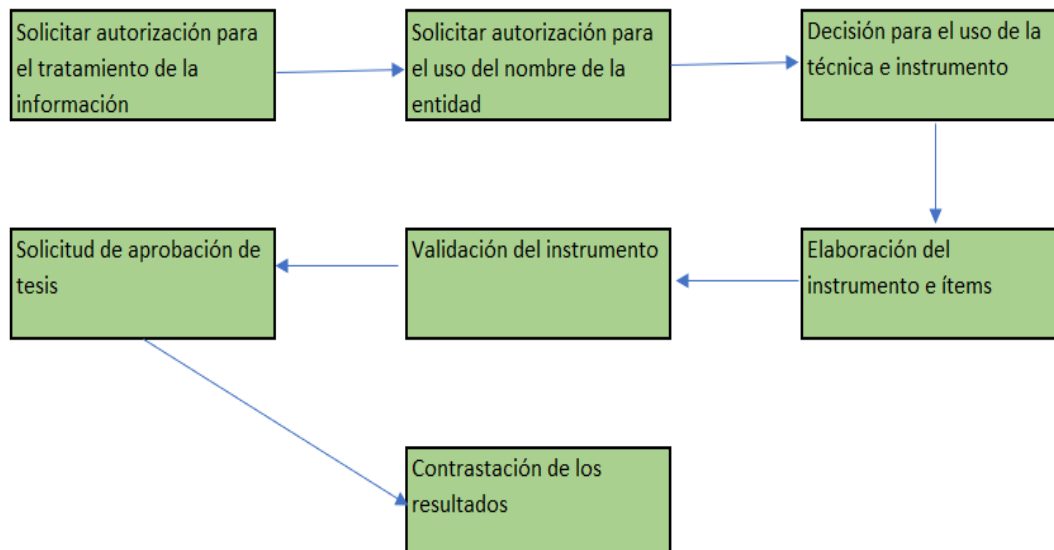 Solicitar autorización para
el tratamiento de la
información
Solicitar autorización para
el uso del nombre de la
entidad
Decisión para el uso de la
técnica e instrumento
Elaboración del
instrumento e ítems
Validación del instrumento
Solicitud de aprobación de
tesis
Contrastación de los
resultados